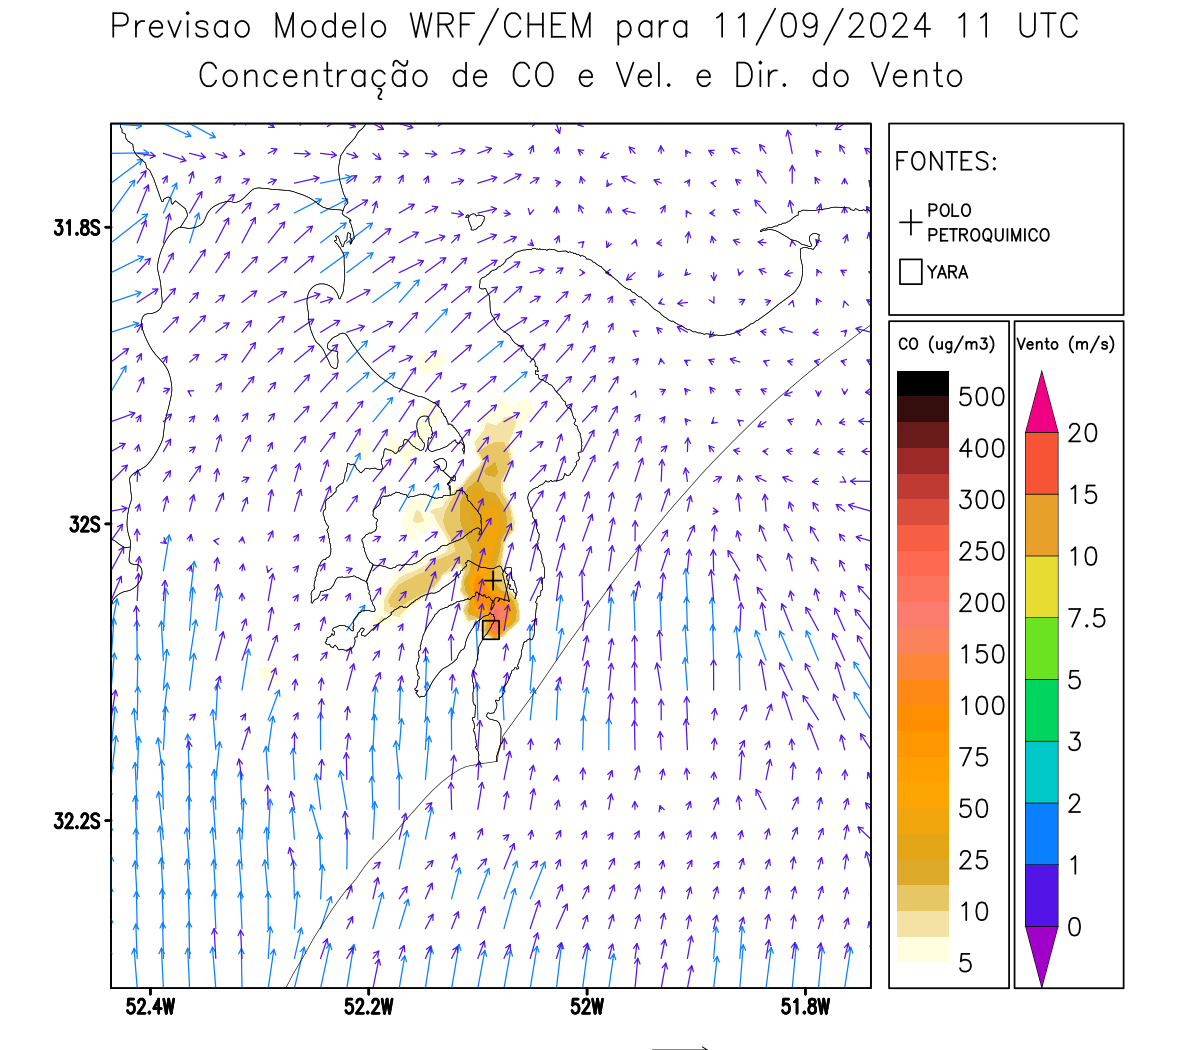 Previsao Modelo WRF/CHEM para 11/09/2024 11 UTC
Concentração de CO e Vel. e Dir. do Vento
FONTES:
POLO
PETROQUIMICO
YARA
CO (ug/m3)
500
400
300
250
200
150
100
75
50
25
10
5
Vento (m/s)
20
15
10
7.5
5
3
2
1
0
31.8S
32S
32.2S
52.4W
52.2W
52W
51.8W